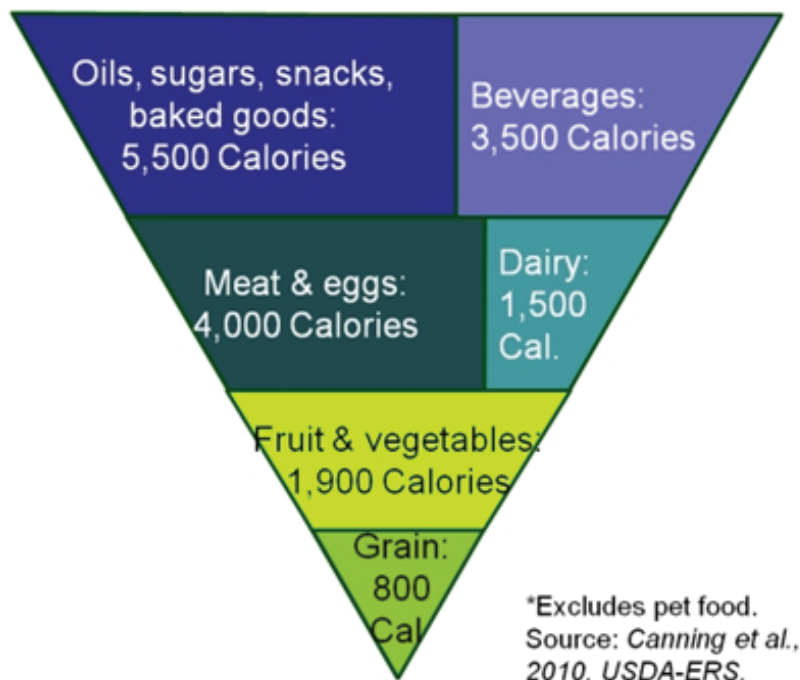 Oils, sugars, snacks,
baked goods:
5,500 Calories
Beverages:
3,500 Calories
Meat & eggs:
4,000 Calories
Dairy:
1,500
Cal.
Fruit & vegetables:
1,900 Calories
Grain:
800
Cal
*Excludes pet food.
Source: Canning et al.,
2010, USDA-ERS.